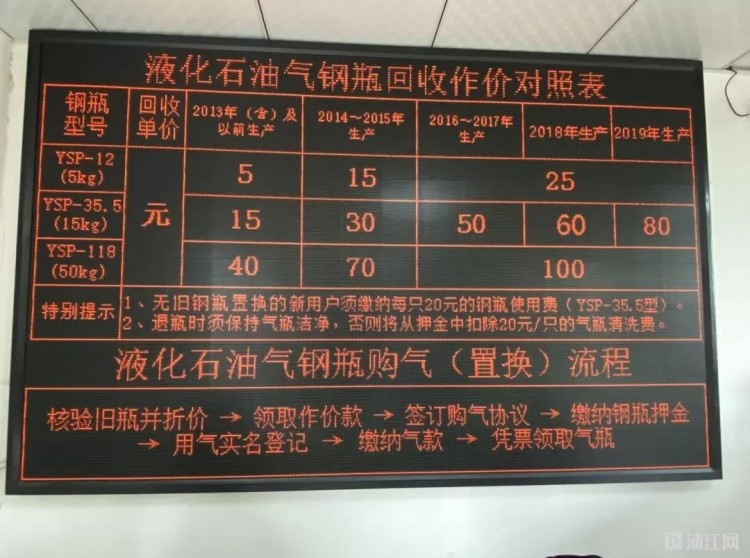 液化石油气钢瓶回收作价对照表
钢瓶型号 回收单价 2013年（含）及以前生产 2014～2015年生产 2016～2017年生产 2018年生产 2019年生产
YSP-12(5kg) 元 5 15 25
YSP-35.5(15kg) 15 30 50 60 80
YSP-118(50kg) 40 70 100
特别提示
1、无旧钢瓶置换的新用户须缴纳每只20元的钢瓶使用费（YSP-35.5型）。
2、退瓶时须保持气瓶洁净，否则将从押金中扣除20元/只的气瓶清洗费。
液化石油气钢瓶购气（置换）流程
核验旧瓶并折价 → 领取作价款 → 签订购气协议 → 缴纳钢瓶押金
→ 用气实名登记 → 缴纳气款 → 凭票领取气瓶
浦江网